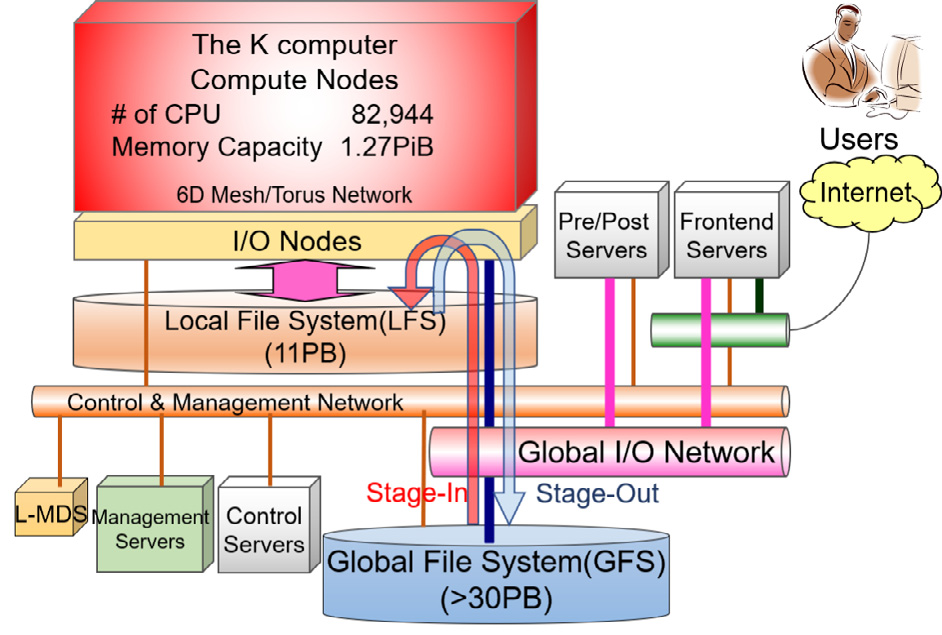 The K computer
Compute Nodes
# of CPU 82,944
Memory Capacity 1.27PiB
6D Mesh/Torus Network
I/O Nodes
Local File System(LFS)
(11PB)
Users
Internet
Pre/Post
Servers
Frontend
Servers
Control & Management Network
Global I/O Network
Stage-In
Stage-Out
L-MDS
Management
Servers
Control
Servers
Global File System(GFS)
(>30PB)